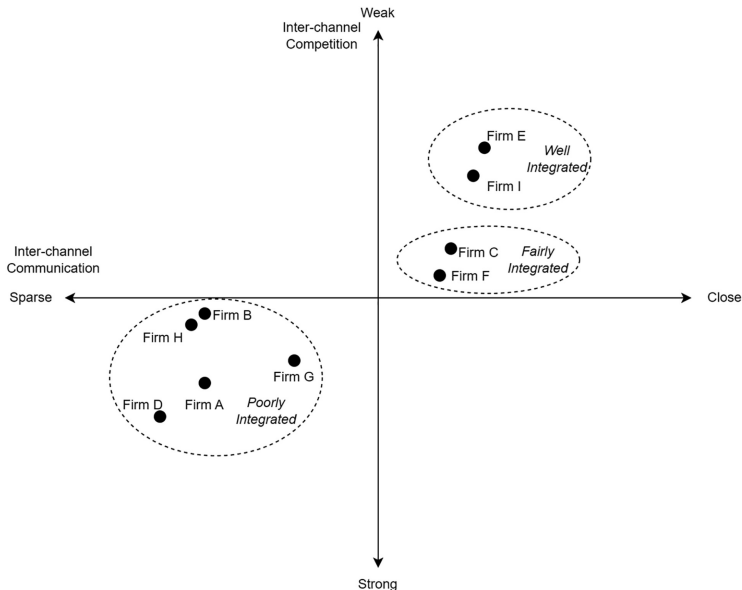 Weak
Inter-channel
Competition
Firm E
Well
Integrated
Firm I
Inter-channel
Communication
Firm C
Fairly
Integrated
Firm F
Sparse
Close
Firm B
Firm H
Firm G
Firm D
Firm A
Poorly
Integrated
Strong